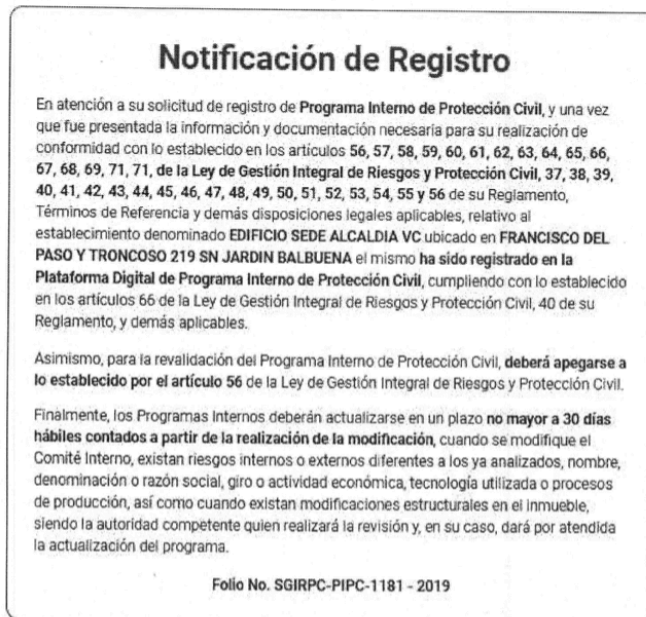 Notificación de Registro
En atención a su solicitud de registro de Programa Interno de Protección Civil, y una vez
que fue presentada la información y documentación necesaria para su realización de
conformidad con lo establecido en los artículos 56, 57, 58, 59, 60, 61, 62, 63, 64, 65, 66,
67, 68, 69, 71, 71, de la Ley de Gestión Integral de Riesgos y Protección Civil, 37, 38, 39,
40, 41, 42, 43, 44, 45, 46, 47, 48, 49, 50, 51, 52, 53, 54, 55 y 56 de su Reglamento,
Términos de Referencia y demás disposiciones legales aplicables, relativo al
establecimiento denominado EDIFICIO SEDE ALCALDIA VC ubicado en FRANCISCO DEL
PASO Y TRONCOSO 219 SN JARDIN BALBUENA el mismo ha sido registrado en la
Plataforma Digital de Programa Interno de Protección Civil, cumpliendo con lo establecido
en los artículos 66 de la Ley de Gestión Integral de Riesgos y Protección Civil, 40 de su
Reglamento, y demás aplicables.
Asimismo, para la revalidación del Programa Interno de Protección Civil, deberá apegarse a
lo establecido por el artículo 56 de la Ley de Gestión Integral de Riesgos y Protección Civil.
Finalmente, los Programas Internos deberán actualizarse en un plazo no mayor a 30 días
hábiles contados a partir de la realización de la modificación, cuando se modifique el
Comité Interno, existan riesgos internos o externos diferentes a los ya analizados, nombre,
denominación o razón social, giro o actividad económica, tecnología utilizada o procesos
de producción, así como cuando existan modificaciones estructurales en el inmueble,
siendo la autoridad competente quien realizará la revisión y, en su caso, dará por atendida
la actualización del programa.
Folio No. SGIRPC-PIPC-1181 - 2019